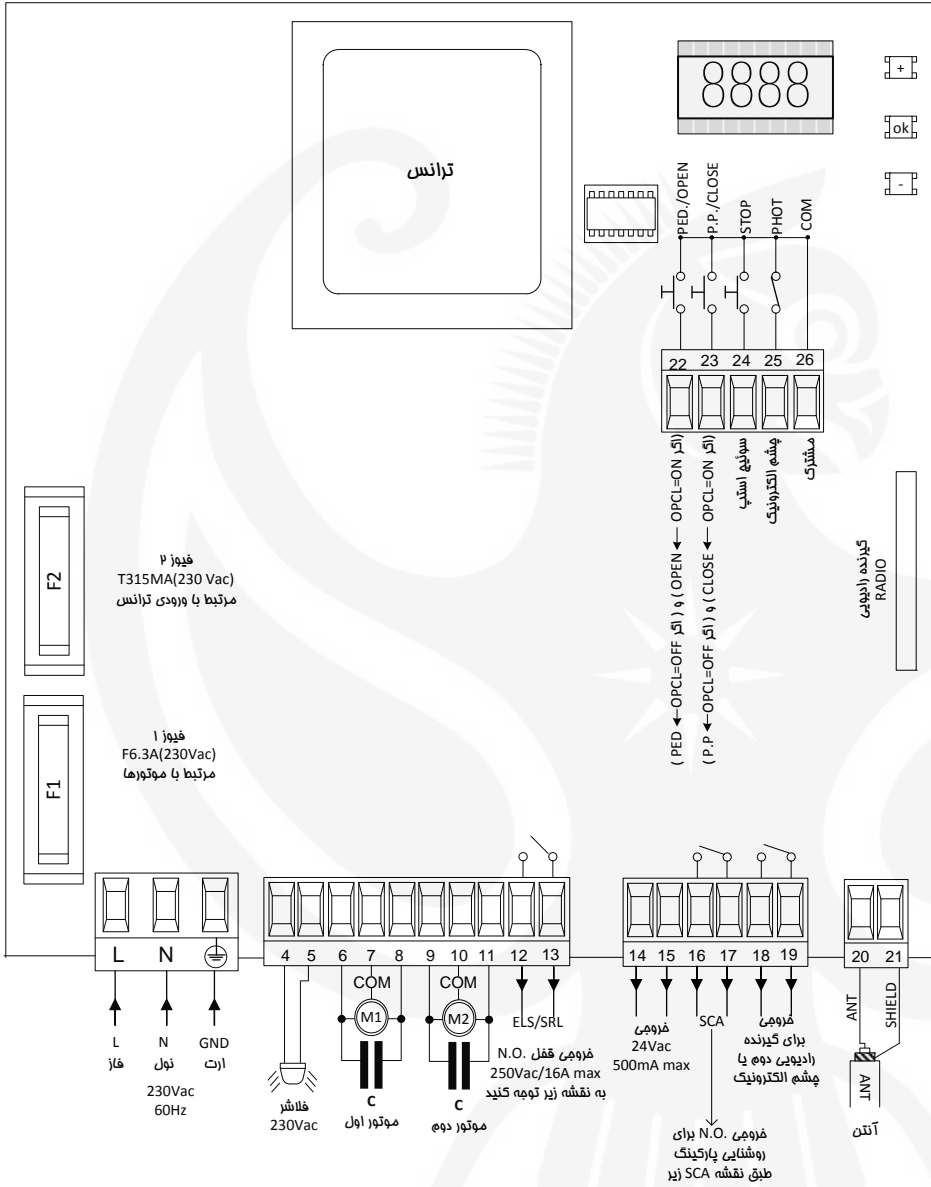 ترانس
8888
+
ok
-
PED./OPEN
P.P./CLOSE
STOP
PHOT
COM
22 23 24 25 26
(اگر OPCL=ON → OPEN ) و ( اگر OPCL=OFF → PED )
(اگر OPCL=ON → CLOSE ) و ( اگر OPCL=OFF → P.P )
سوئیچ استپ
چشم الکترونیک
مشترک
گیرنده رادیویی
RADIO
F2
فیوز ۲
T315MA(230 Vac)
مرتبط با ورودی ترانس
F1
فیوز ۱
F6.3A(230Vac)
مرتبط با موتورها
L N
4 5 6 7 8 9 10 11 12 13
14 15 16 17 18 19
20 21
L
فاز
N
نول
GND
ارت
230Vac
60Hz
فلاشر
230Vac
COM
M1
C
موتور اول
COM
M2
C
موتور دوم
ELS/SRL
خروجی قفل N.O.
250Vac/16A max
به نقشه زیر توجه کنید
خروجی
24Vac
500mA max
SCA
خروجی N.O. برای
روشنایی پارکینگ
طبق نقشه SCA زیر
خروجی
برای گیرنده
رادیویی دوم یا
چشم الکترونیک
ANT
SHIELD
ANT
آنتن